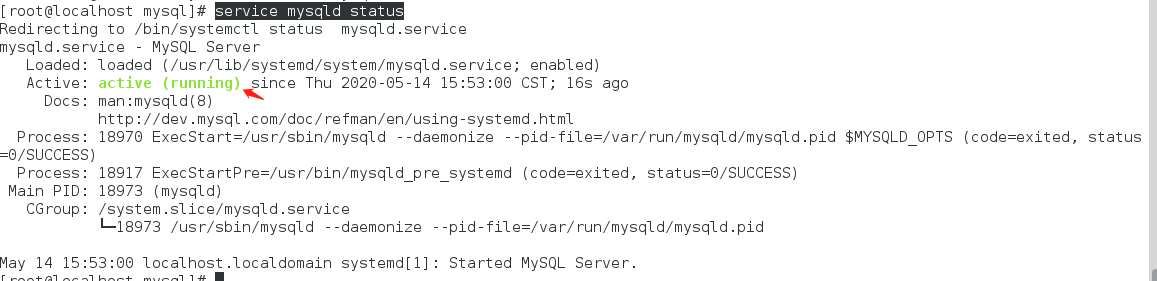 [root@localhost mysql]# service mysqld status
Redirecting to /bin/systemctl status  mysqld.service
mysqld.service - MySQL Server
   Loaded: loaded (/usr/lib/systemd/system/mysqld.service; enabled)
   Active: active (running) since Thu 2020-05-14 15:53:00 CST; 16s ago
     Docs: man:mysqld(8)
           http://dev.mysql.com/doc/refman/en/using-systemd.html
  Process: 18970 ExecStart=/usr/sbin/mysqld --daemonize --pid-file=/var/run/mysqld/mysqld.pid $MYSQLD_OPTS (code=exited, status
=0/SUCCESS)
  Process: 18917 ExecStartPre=/usr/bin/mysqld_pre_systemd (code=exited, status=0/SUCCESS)
 Main PID: 18973 (mysqld)
   CGroup: /system.slice/mysqld.service
           └─18973 /usr/sbin/mysqld --daemonize --pid-file=/var/run/mysqld/mysqld.pid

May 14 15:53:00 localhost.localdomain systemd[1]: Started MySQL Server.
[root@localhost mysql]#